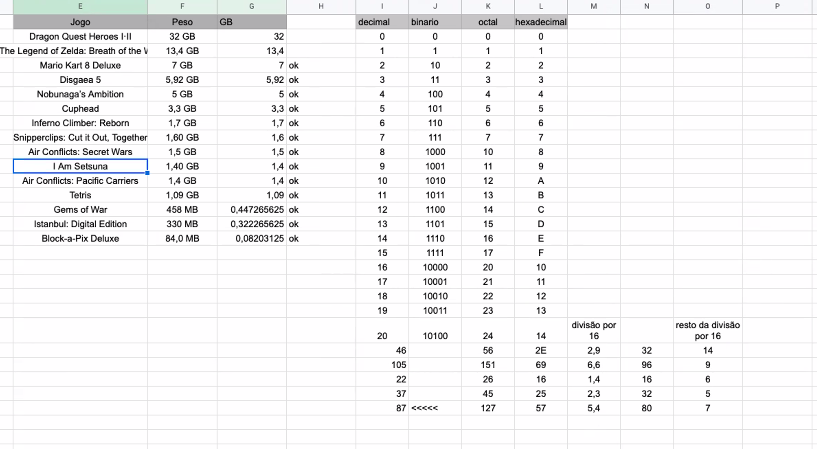 E F G H I J K L M N O P
Jogo Peso GB decimal binario octal hexadecimal
Dragon Quest Heroes I·II 32 GB 32 0 0 0 0
The Legend of Zelda: Breath of the 13,4 GB 13,4 1 1 1 1
Mario Kart 8 Deluxe 7 GB 7 ok 2 10 2 2
Disgaea 5 5,92 GB 5,92 ok 3 11 3 3
Nobunaga's Ambition 5 GB 5 ok 4 100 4 4
Cuphead 3,3 GB 3,3 ok 5 101 5 5
Inferno Climber: Reborn 1,7 GB 1,7 ok 6 110 6 6
Snipperclips: Cut it Out, Together 1,60 GB 1,6 ok 7 111 7 7
Air Conflicts: Secret Wars 1,5 GB 1,5 ok 8 1000 10 8
I Am Setsuna 1,40 GB 1,4 ok 9 1001 11 9
Air Conflicts: Pacific Carriers 1,4 GB 1,4 ok 10 1010 12 A
Tetris 1,09 GB 1,09 ok 11 1011 13 B
Gems of War 458 MB 0,447265625 ok 12 1100 14 C
Istanbul: Digital Edition 330 MB 0,322265625 ok 13 1101 15 D
Block-a-Pix Deluxe 84,0 MB 0,08203125 ok 14 1110 16 E
15 1111 17 F
16 10000 20 10
17 10001 21 11
18 10010 22 12
19 10011 23 13
divisão por resto da divisão
20 10100 24 14 16 por 16
46 56 2E 2,9 32 14
105 151 69 6,6 96 9
22 26 16 1,4 16 6
37 45 25 2,3 32 5
87 <<<<< 127 57 5,4 80 7